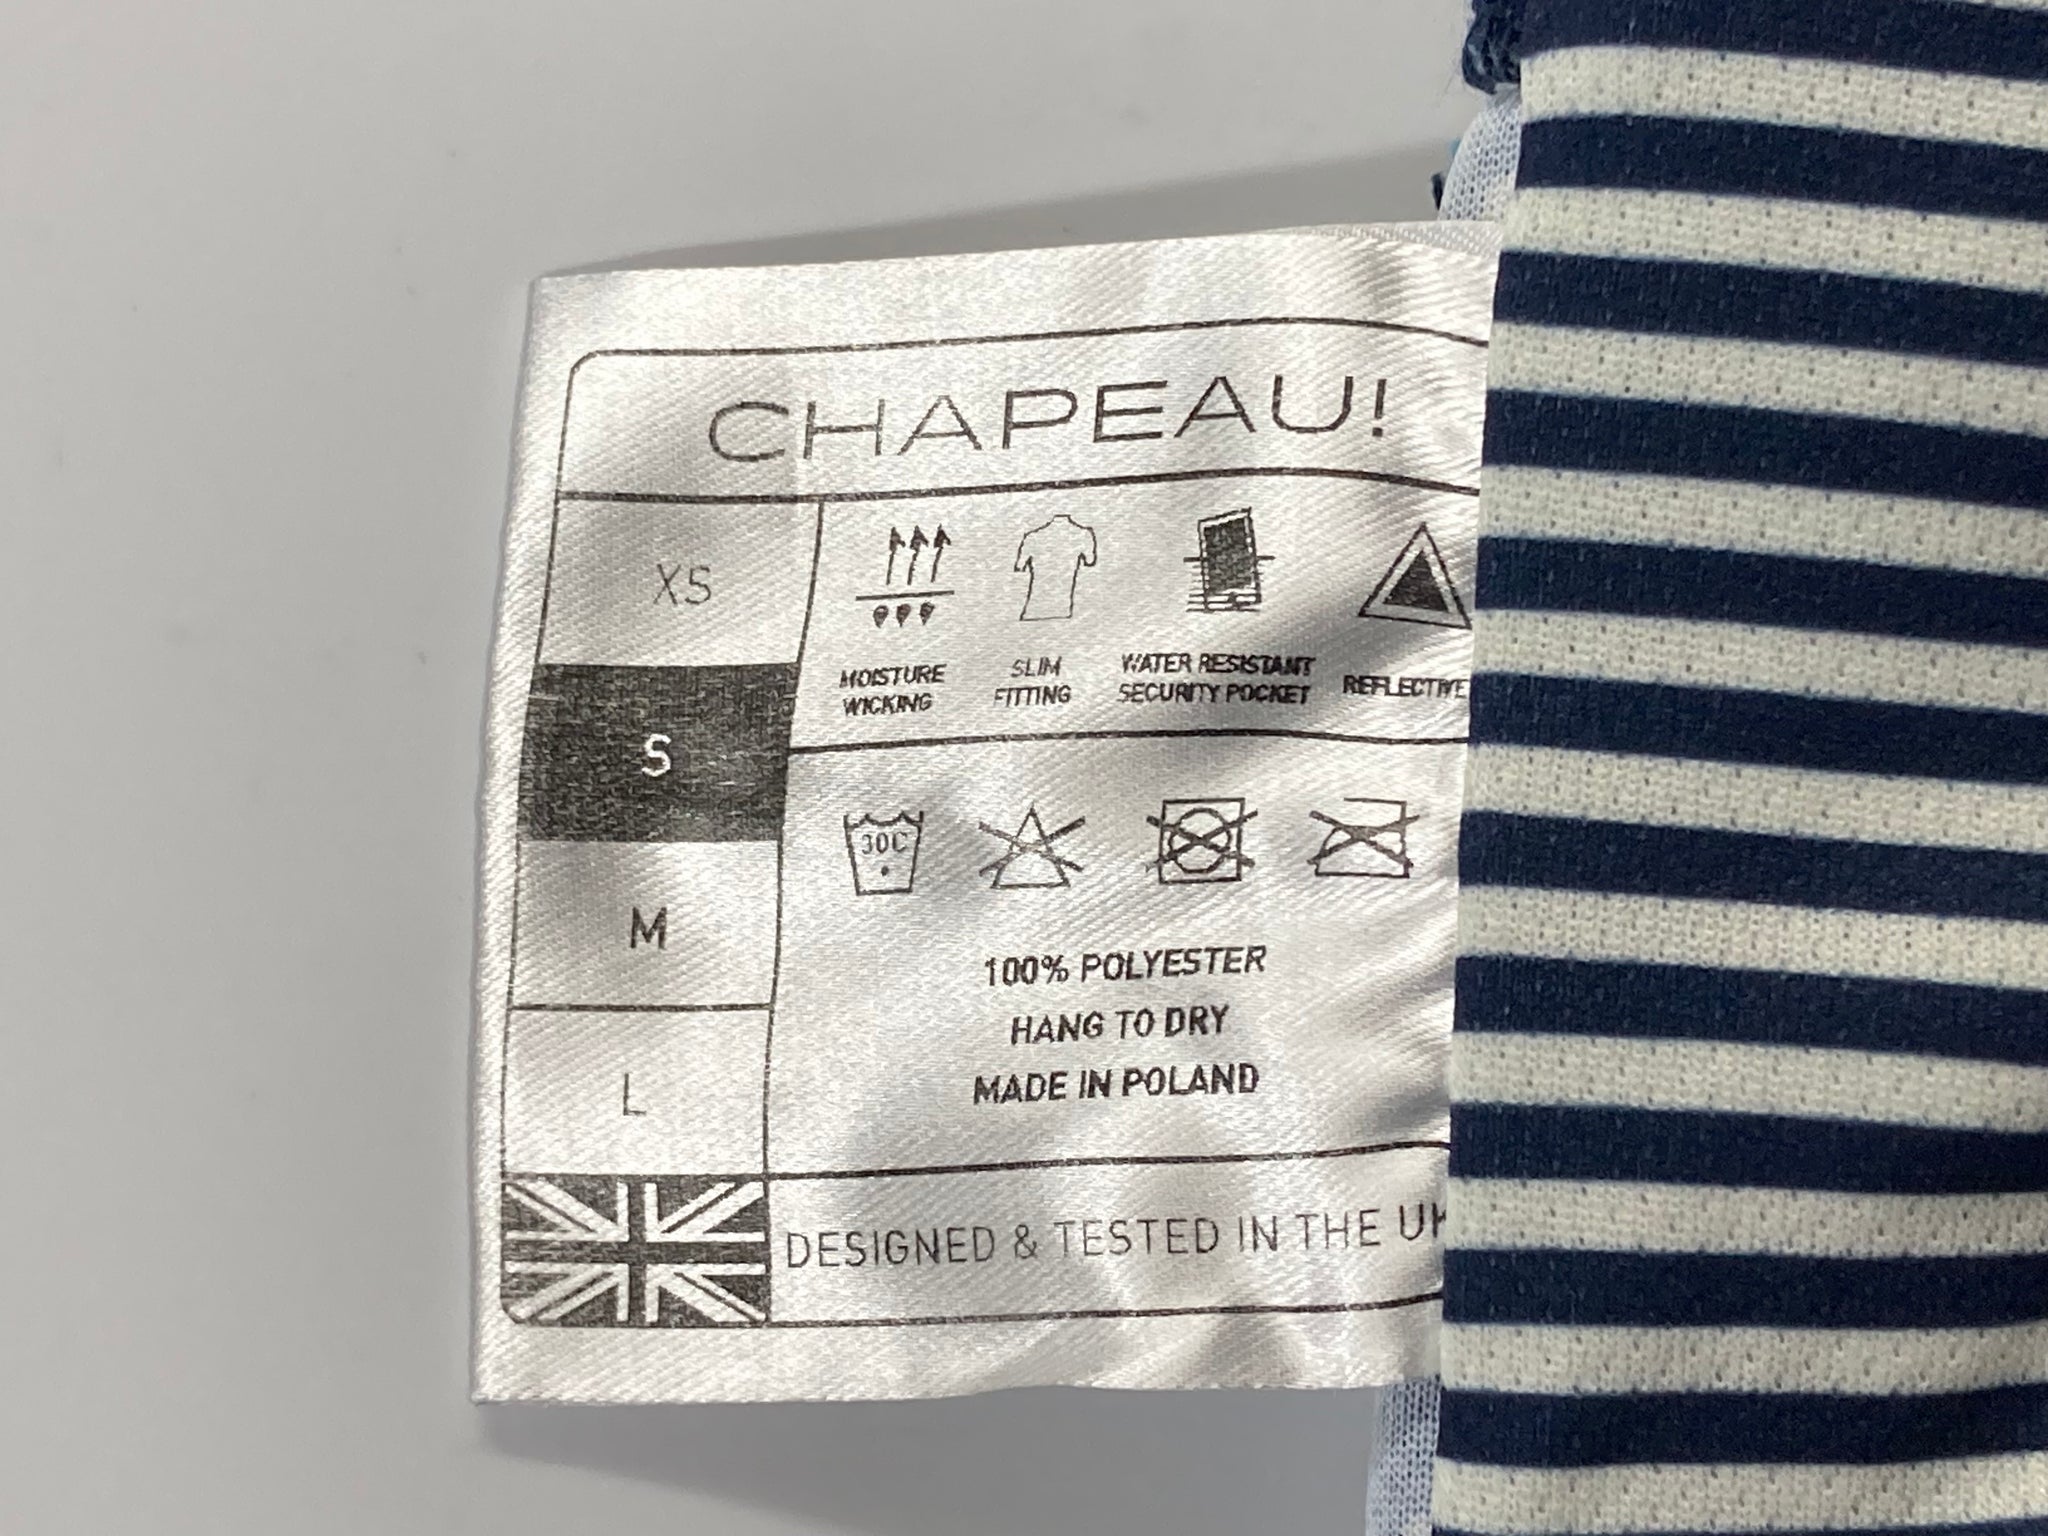 CHAPEAU!
XS
S
M
L
MOISTURE
WICKING
SLIM
FITTING
WATER RESISTANT
SECURITY POCKET
REFLECTIVE
30C
100% POLYESTER
HANG TO DRY
MADE IN POLAND
DESIGNED & TESTED IN THE UK